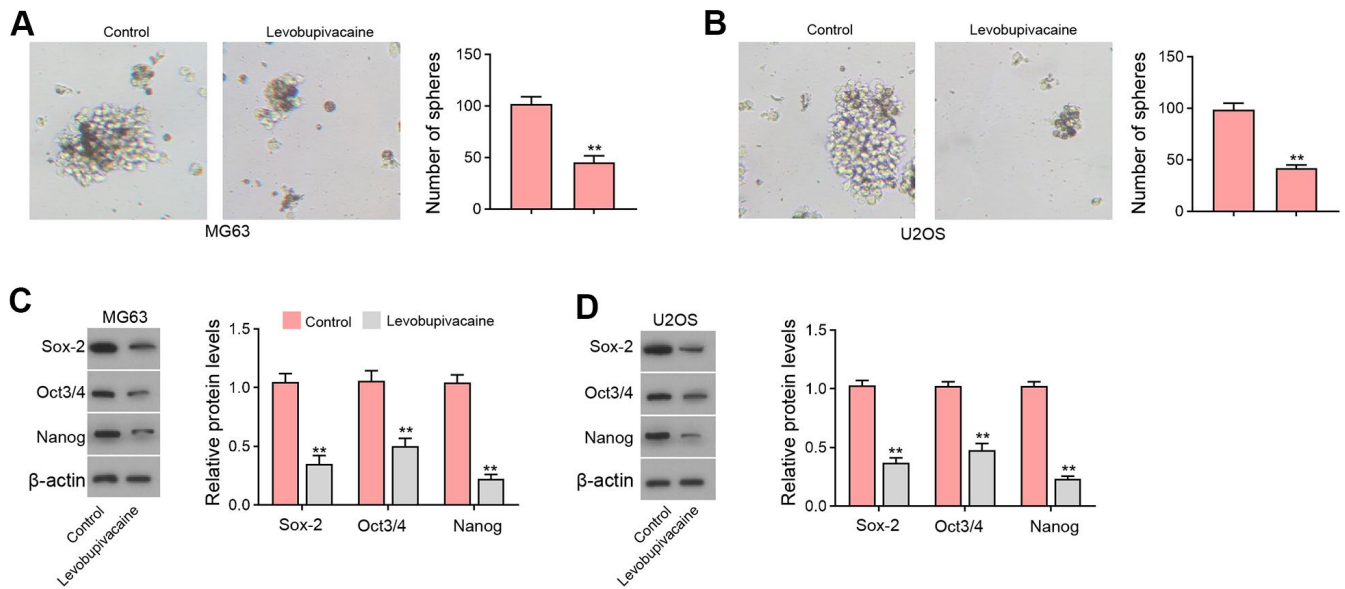 A
Control
Levobupivacaine
MG63
Number of spheres
150
100
50
0
**
B
Control
Levobupivacaine
U2OS
Number of spheres
150
100
50
0
**
C
MG63
Sox-2
Oct3/4
Nanog
β-actin
Control
Levobupivacaine
Control
Levobupivacaine
Relative protein levels
1.5
1.0
0.5
0.0
**
**
**
Sox-2
Oct3/4
Nanog
D
U2OS
Sox-2
Oct3/4
Nanog
β-actin
Control
Levobupivacaine
Relative protein levels
1.5
1.0
0.5
0.0
**
**
**
Sox-2
Oct3/4
Nanog